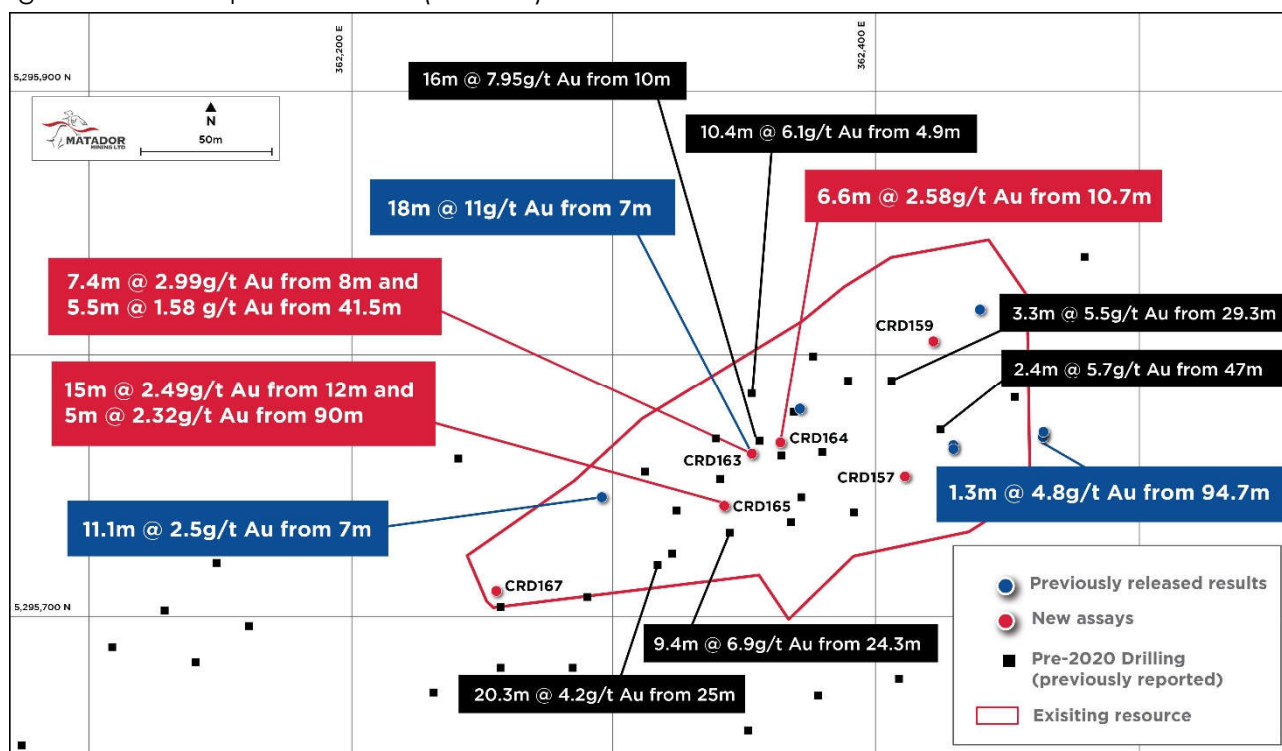 362,200 E
362,400 E
5,295,900 N
16m @ 7.95g/t Au from 10m
MATADOR
MINING LTD
N
50m
10.4m @ 6.1g/t Au from 4.9m
18m @ 11g/t Au from 7m
6.6m @ 2.58g/t Au from 10.7m
7.4m @ 2.99g/t Au from 8m and
5.5m @ 1.58 g/t Au from 41.5m
3.3m @ 5.5g/t Au from 29.3m
CRD159
2.4m @ 5.7g/t Au from 47m
15m @ 2.49g/t Au from 12m and
5m @ 2.32g/t Au from 90m
CRD164
CRD163
CRD157
1.3m @ 4.8g/t Au from 94.7m
CRD165
11.1m @ 2.5g/t Au from 7m
CRD167
5,295,700 N
9.4m @ 6.9g/t Au from 24.3m
20.3m @ 4.2g/t Au from 25m
Previously released results
New assays
Pre-2020 Drilling
(previously reported)
Exisiting resource